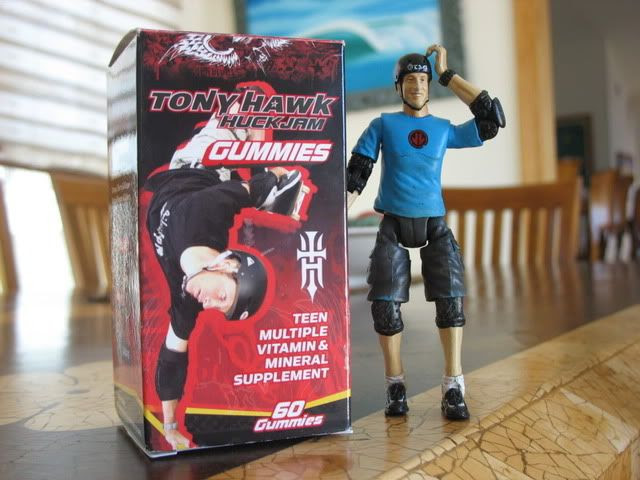 TONY HAWK
HUCKJAM
GUMMIES
TEEN
MULTIPLE
VITAMIN &
MINERAL
SUPPLEMENT
60
Gummies